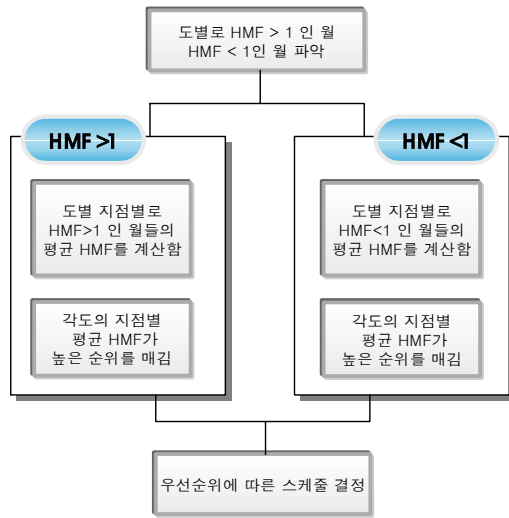 도별로 HMF > 1 인 월
HMF < 1인 월 파악
HMF >1
도별 지점별로
HMF>1 인 월들의
평균 HMF를 계산함
각도의 지점별
평균 HMF가
높은 순위를 매김
HMF <1
도별 지점별로
HMF<1 인 월들의
평균 HMF를 계산함
각도의 지점별
평균 HMF가
높은 순위를 매김
우선순위에 따른 스케줄 결정